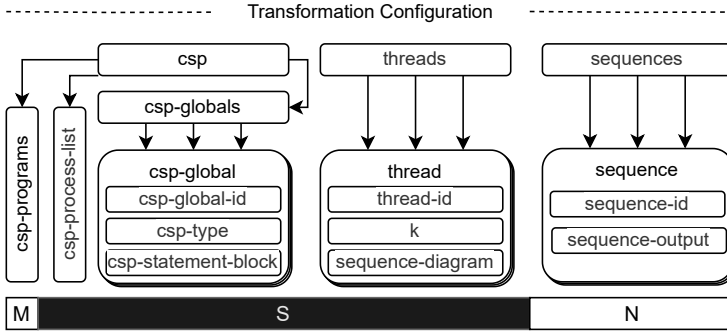 Transformation Configuration
csp
threads
sequences
csp-programs
csp-process-list
csp-globals
csp-global
csp-global-id
csp-type
csp-statement-block
thread
thread-id
k
sequence-diagram
sequence
sequence-id
sequence-output
M
S
N